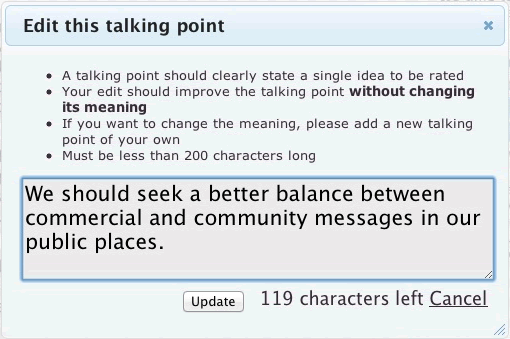 Edit this talking point
A talking point should clearly state a single idea to be rated
Your edit should improve the talking point without changing
its meaning
If you want to change the meaning, please add a new talking
point of your own
Must be less than 200 characters long
We should seek a better balance between
commercial and community messages in our
public places.
Update 119 characters left Cancel